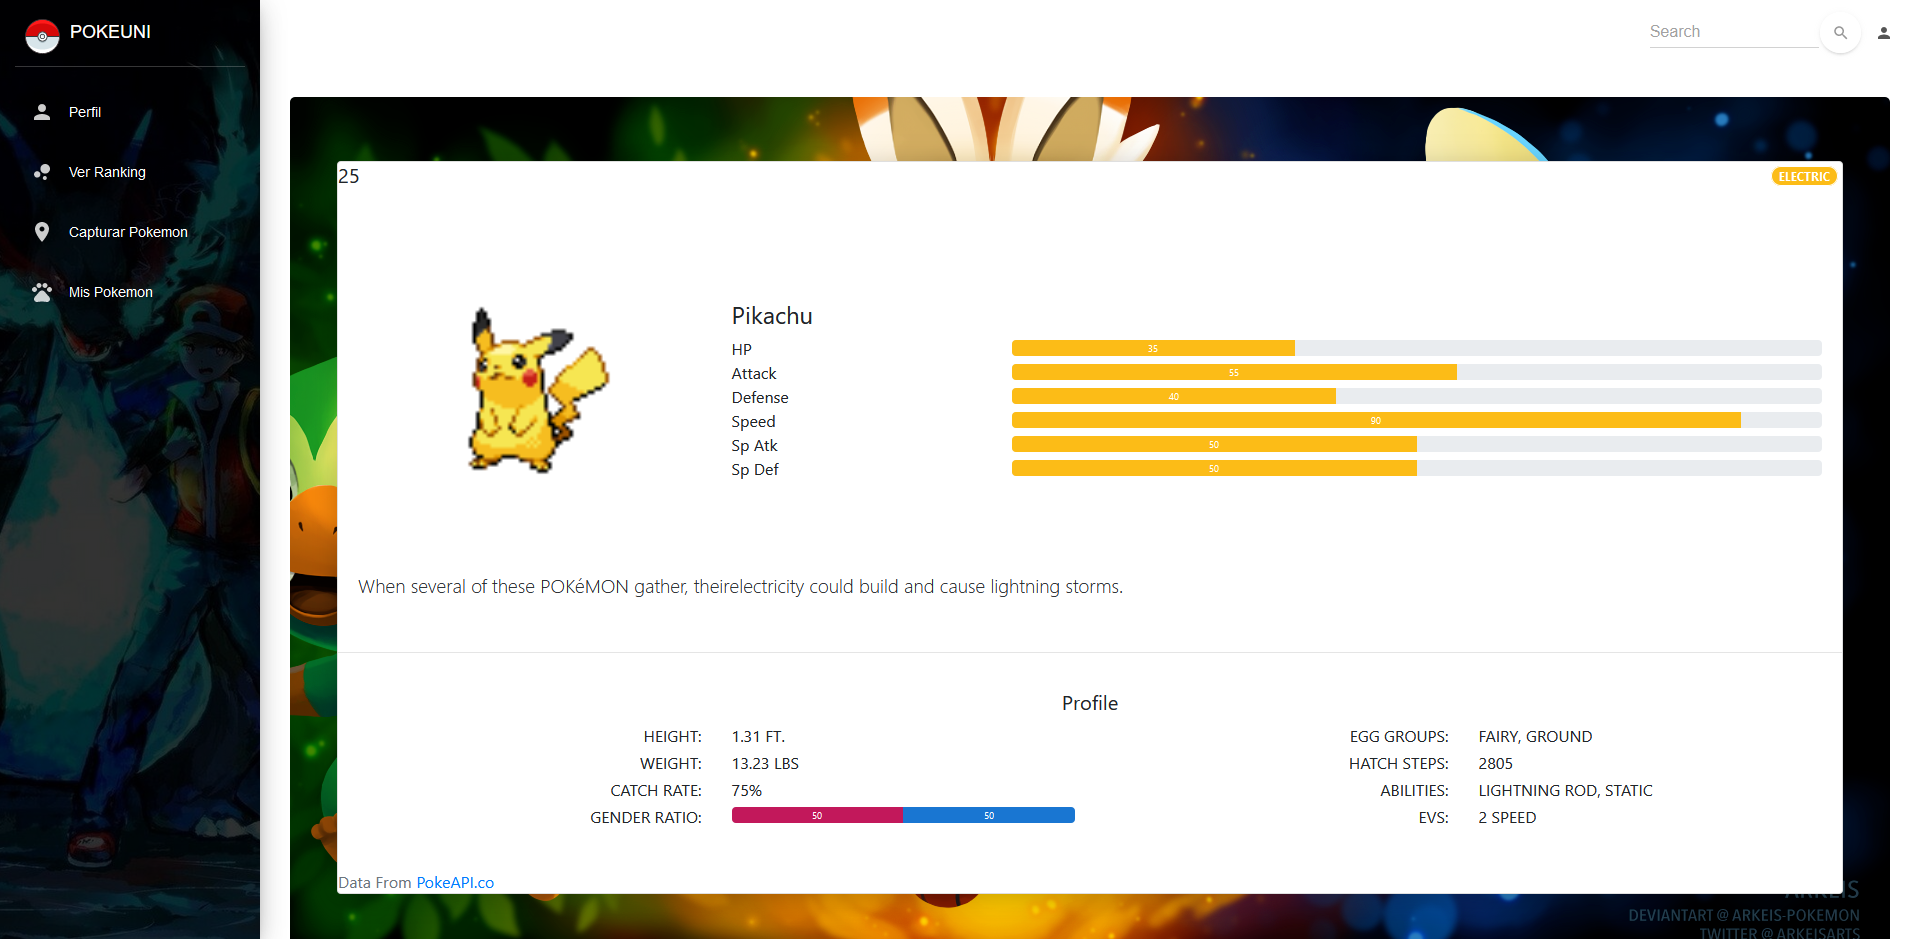 POKEUNI
Perfil
Ver Ranking
Capturar Pokemon
Mis Pokemon
Search
25
ELECTRIC
Pikachu
HP 35
Attack 55
Defense 40
Speed 90
Sp Atk 50
Sp Def 50
When several of these POKéMON gather, theirelectricity could build and cause lightning storms.
Profile
HEIGHT: 1.31 FT.
WEIGHT: 13.23 LBS
CATCH RATE: 75%
GENDER RATIO: 50 50
EGG GROUPS: FAIRY, GROUND
HATCH STEPS: 2805
ABILITIES: LIGHTNING ROD, STATIC
EVS: 2 SPEED
Data From PokeAPI.co
ARKEIS
DEVIANTART @ ARKEIS-POKEMON
TWITTER @ ARKEISARTS